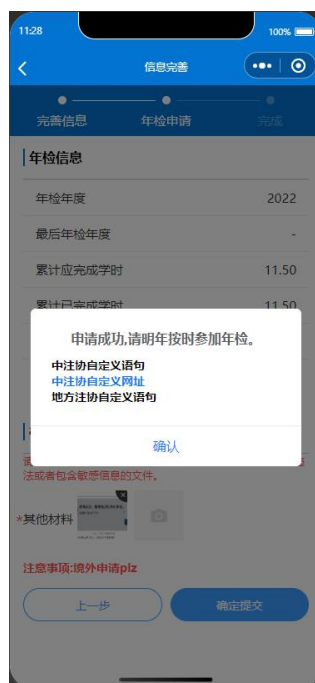 11:28
100%
信息完善
完善信息
年检申请
完成
年检信息
年检年度
2022
最后年检年度
-
累计应完成学时
11.50
累计已完成学时
11.50
申请成功,请明年按时参加年检。
中注协自定义语句
中注协自定义网址
地方注协自定义语句
确认
法或者包含敏感信息的文件。
*其他材料
注意事项:境外申请plz
上一步
确定提交